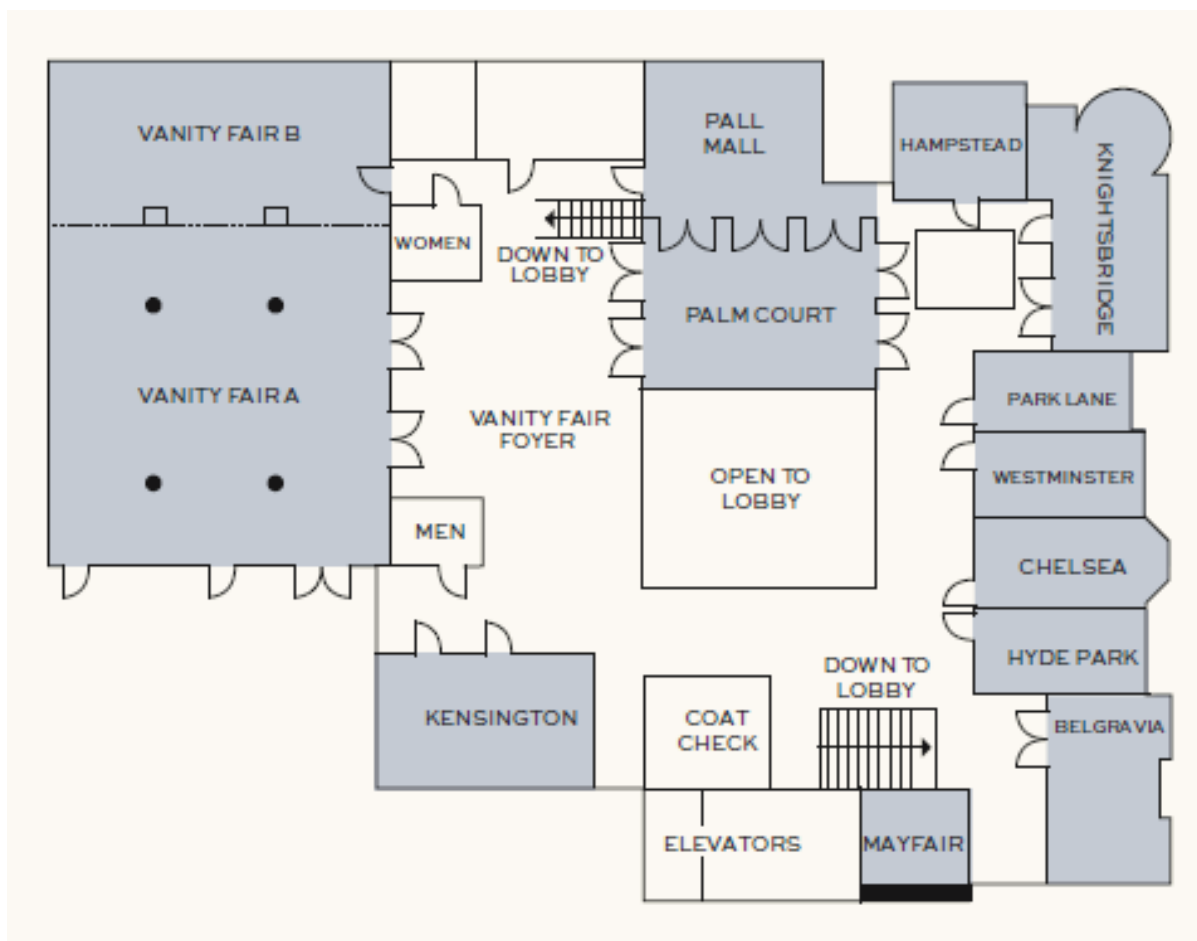 VANITY FAIR B
PALL
MALL
HAMPSTEAD
KNIGHTSBRIDGE
WOMEN
DOWN TO
LOBBY
PALM COURT
VANITY FAIR A
VANITY FAIR
FOYER
PARK LANE
OPEN TO
LOBBY
WESTMINSTER
MEN
CHELSEA
HYDE PARK
DOWN TO
LOBBY
KENSINGTON
COAT
CHECK
BELGRAVIA
ELEVATORS
MAYFAIR